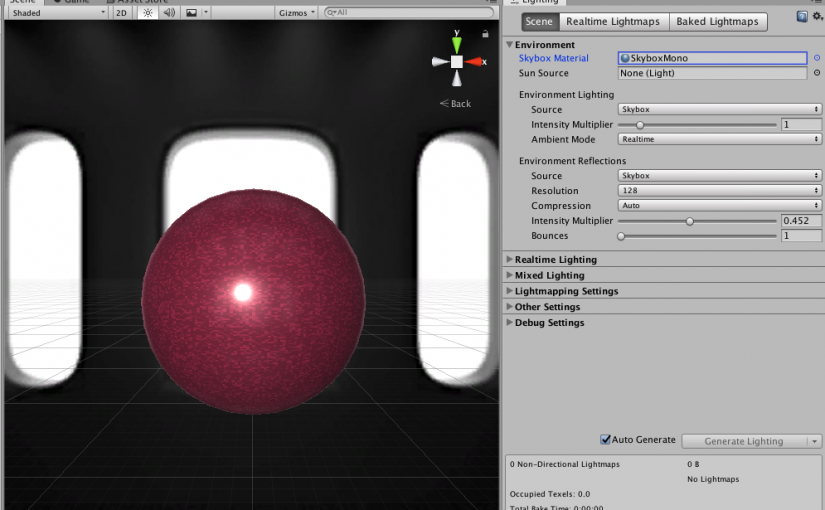 Scene Game Asset Store
Shaded 2D Gizmos All
y
x
Back
Lighting
Scene Realtime Lightmaps Baked Lightmaps
Environment
Skybox Material SkyboxMono
Sun Source None (Light)
Environment Lighting
Source Skybox
Intensity Multiplier 1
Ambient Mode Realtime
Environment Reflections
Source Skybox
Resolution 128
Compression Auto
Intensity Multiplier 0.452
Bounces 1
Realtime Lighting
Mixed Lighting
Lightmapping Settings
Other Settings
Debug Settings
Auto Generate Generate Lighting
0 Non-Directional Lightmaps 0 B
No Lightmaps
Occupied Texels: 0.0
Total Bake Time: 0:00:00